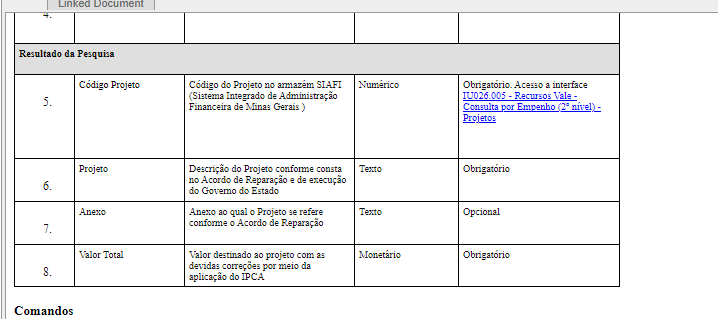 Linked Document
4.
Resultado da Pesquisa
5.
Código Projeto
Código do Projeto no armazém SIAFI
(Sistema Integrado de Administração
Financeira de Minas Gerais )
Numérico
Obrigatório. Acesso a interface
IU026.005 - Recursos Vale -
Consulta por Empenho (2º nível) -
Projetos
6.
Projeto
Descrição do Projeto conforme consta
no Acordo de Reparação e de execução
do Governo do Estado
Texto
Obrigatório
7.
Anexo
Anexo ao qual o Projeto se refere
conforme o Acordo de Reparação
Texto
Opcional
8.
Valor Total
Valor destinado ao projeto com as
devidas correções por meio da
aplicação do IPCA
Monetário
Obrigatório
Comandos